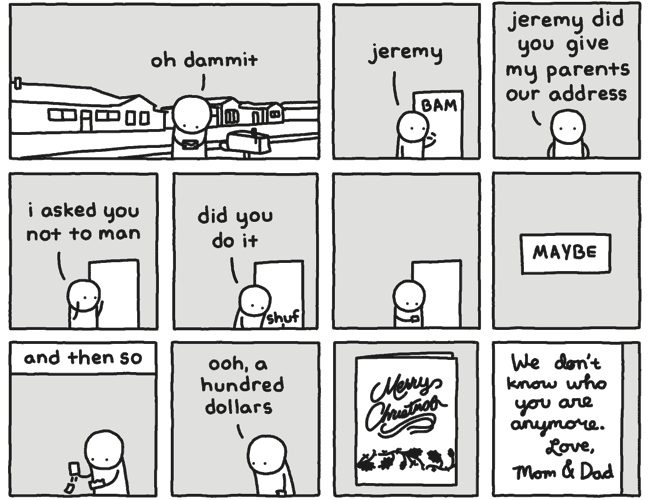 oh dammit
jeremy
BAM
jeremy did
you give
my parents
our address
i asked you
not to man
did you
do it
shuf
MAYBE
and then so
ooh, a
hundred
dollars
Merry
Christmas
We don't
know who
you are
anymore.
Love,
Mom & Dad